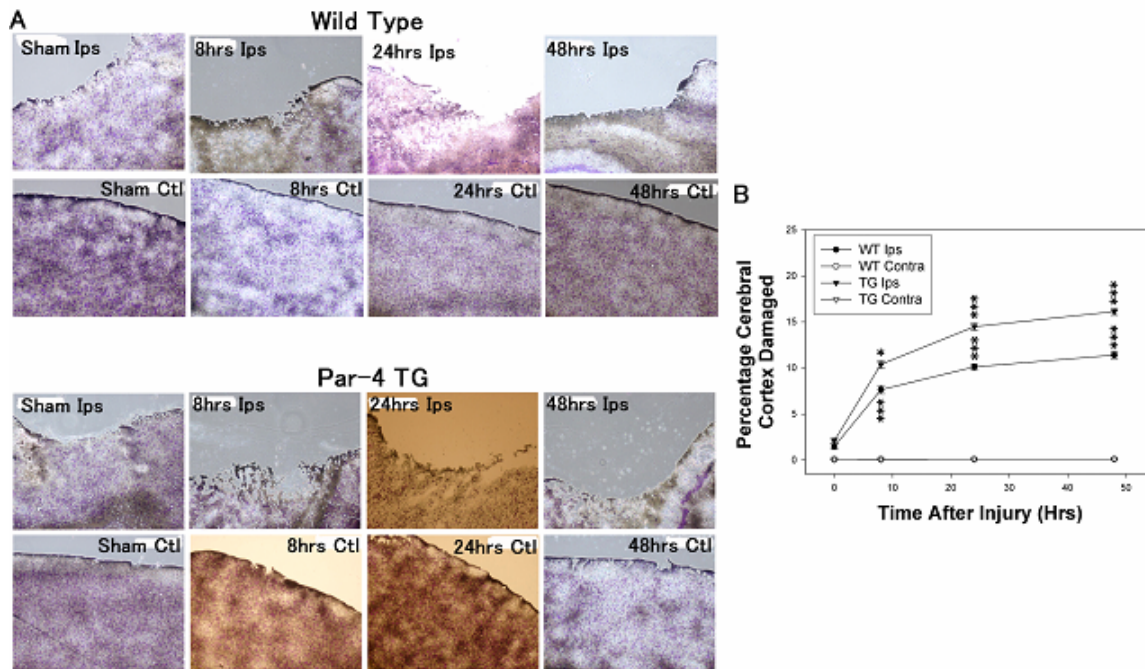 A
Wild Type
Sham Ips
8hrs Ips
24hrs Ips
48hrs Ips
Sham Ctl
8hrs Ctl
24hrs Ctl
48hrs Ctl
Par-4 TG
Sham Ips
8hrs Ips
24hrs Ips
48hrs Ips
Sham Ctl
8hrs Ctl
24hrs Ctl
48hrs Ctl
B
Percentage Cerebral
Cortex Damaged
25
20
15
10
5
0
WT Ips
WT Contra
TG Ips
TG Contra
*
***
***
***
***
***
0 10 20 30 40 50
Time After Injury (Hrs)